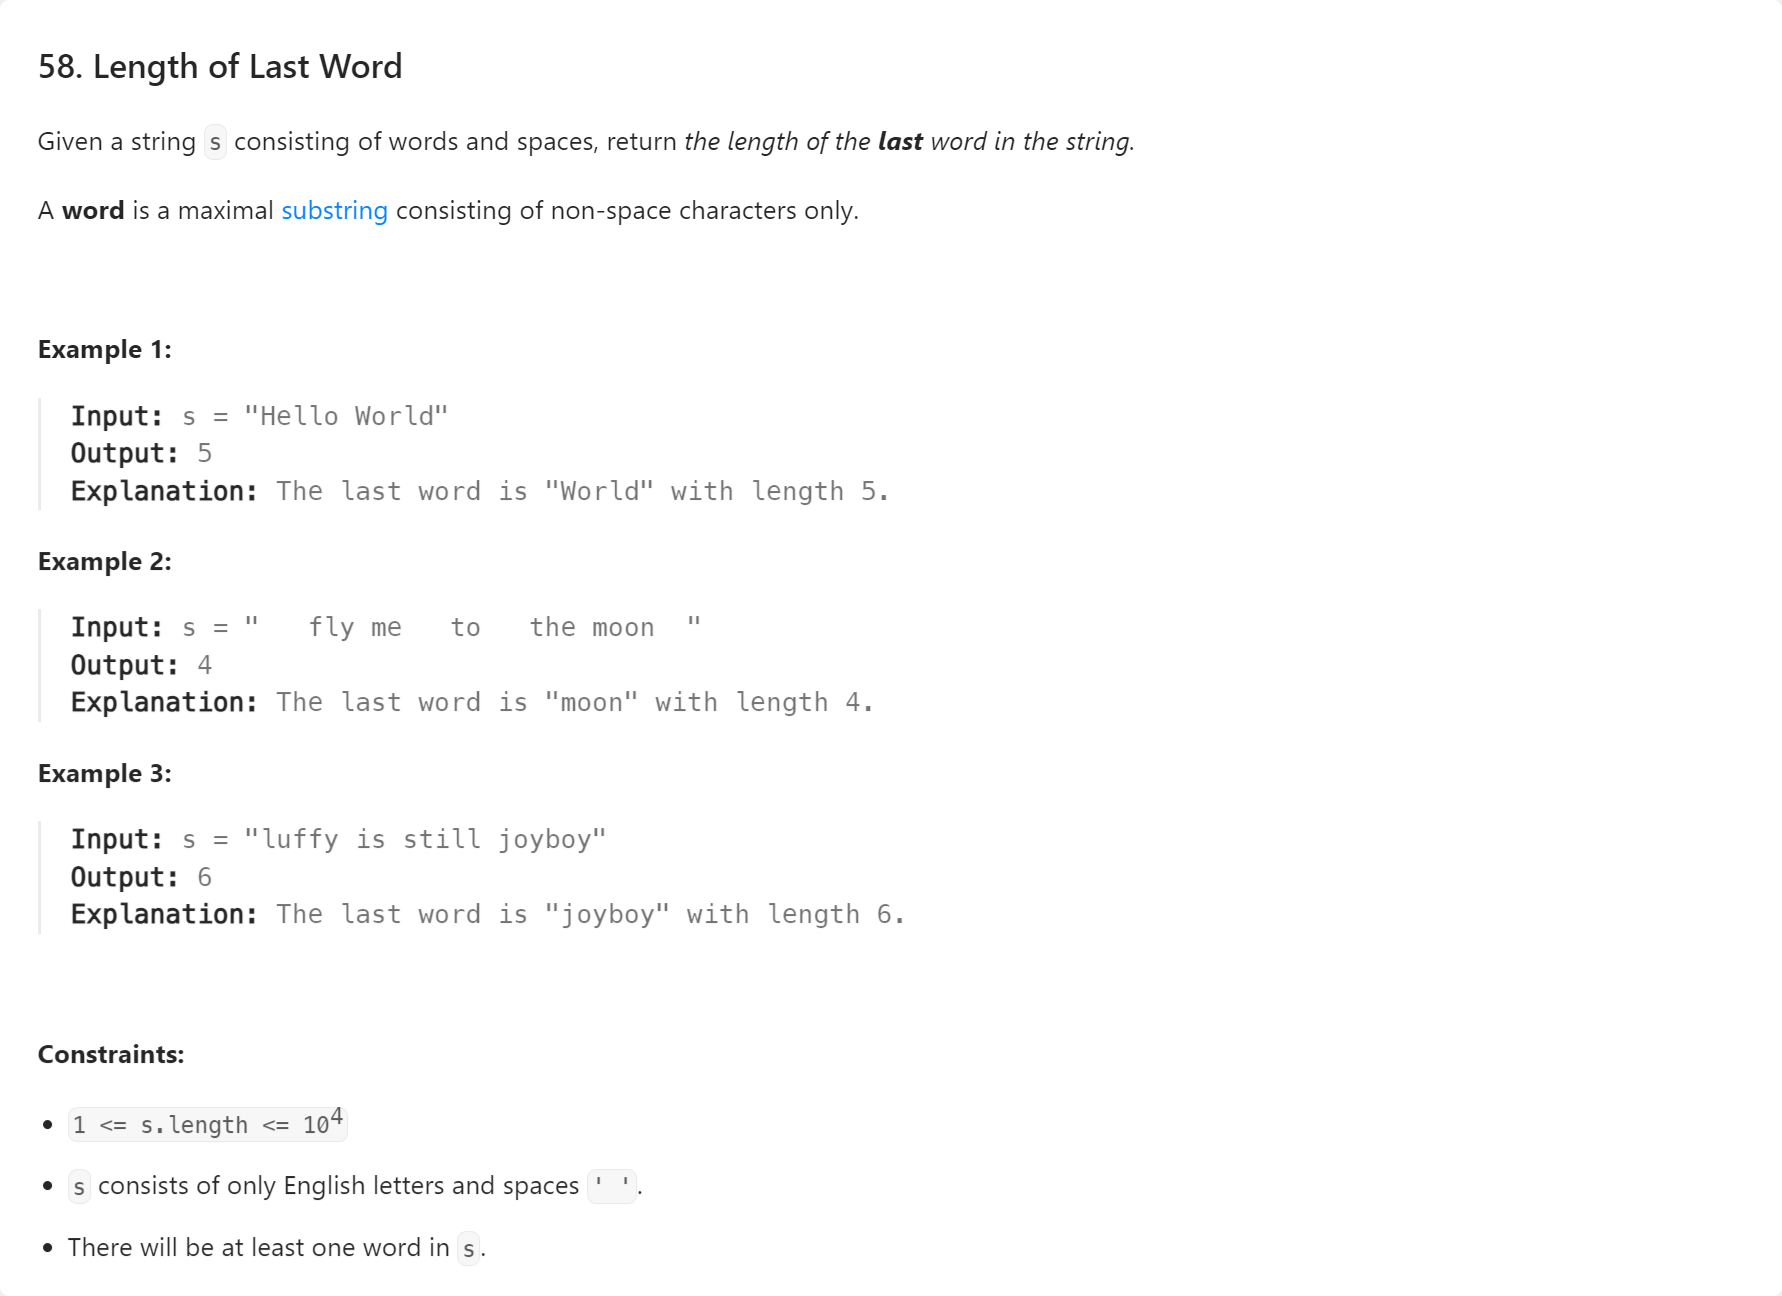 58. Length of Last Word
Given a string s consisting of words and spaces, return the length of the last word in the string.
A word is a maximal substring consisting of non-space characters only.
Example 1:
Input: s = "Hello World"
Output: 5
Explanation: The last word is "World" with length 5.
Example 2:
Input: s = "   fly me   to   the moon  "
Output: 4
Explanation: The last word is "moon" with length 4.
Example 3:
Input: s = "luffy is still joyboy"
Output: 6
Explanation: The last word is "joyboy" with length 6.
Constraints:
• 1 <= s.length <= 10⁴
• s consists of only English letters and spaces ' '.
• There will be at least one word in s.